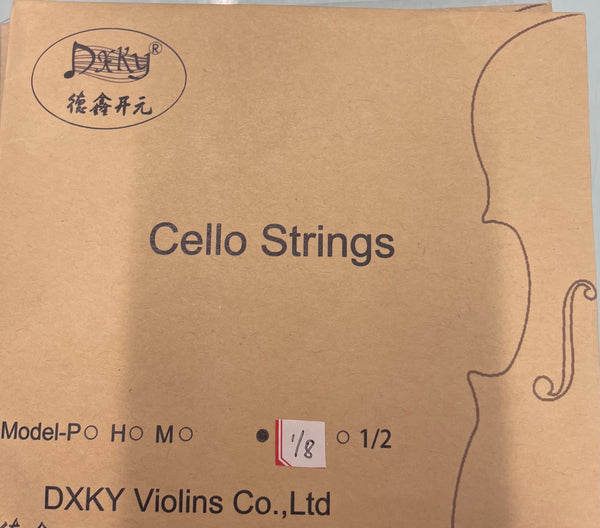 DXKY®
德鑫开元
Cello Strings
Model-P○ H○ M○ ● 1/8 ○ 1/2
DXKY Violins Co.,Ltd